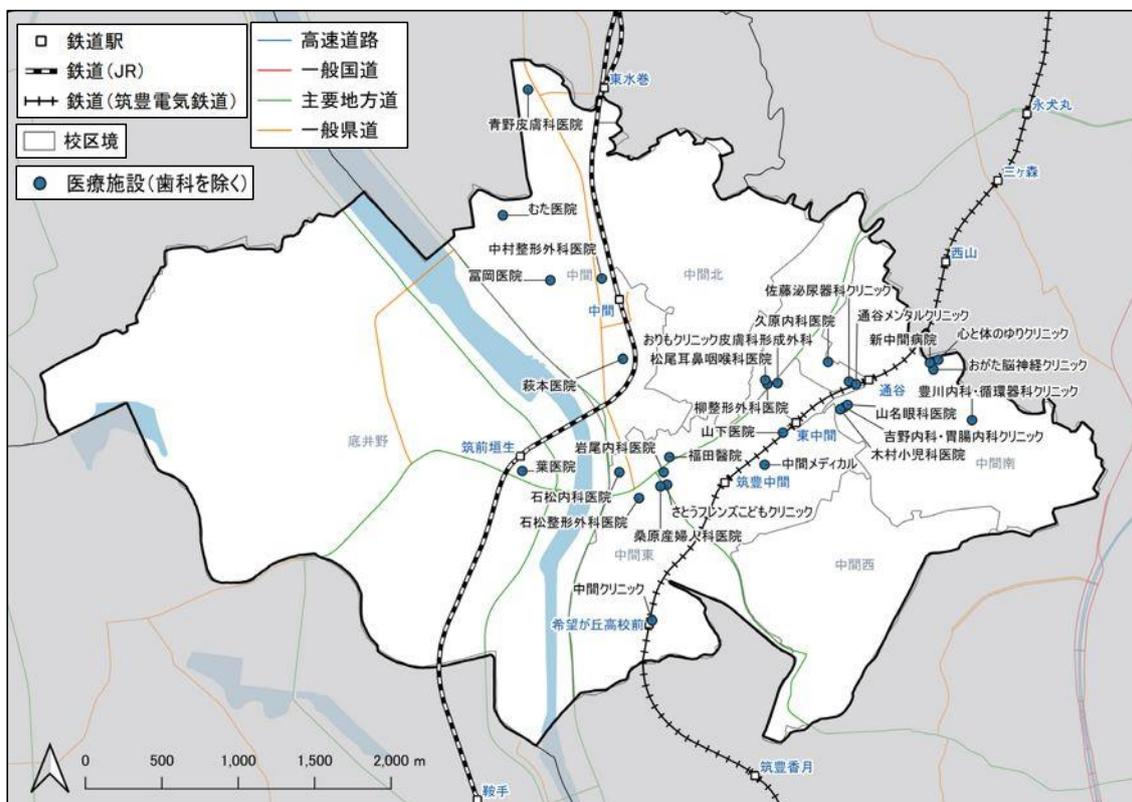 鉄道駅
鉄道(JR)
鉄道(筑豊電気鉄道)
校区境
医療施設(歯科を除く)
高速道路
一般国道
主要地方道
一般県道
東水巻
永犬丸
青野皮膚科医院
三ヶ森
むた医院
中村整形外科医院
西山
冨岡医院
中間
中間北
佐藤泌尿器科クリニック
中間
久原内科医院
通谷メンタルクリニック
おりもクリニック皮膚科形成外科
新中間病院
心と体のゆりクリニック
松尾耳鼻咽喉科医院
おがた脳神経クリニック
萩本医院
通谷
豊川内科・循環器科クリニック
柳整形外科医院
山名眼科医院
山下医院
東中間
吉野内科・胃腸内科クリニック
底井野
筑前垣生
岩尾内科医院
福田醫院
木村小児科医院
葉医院
中間メディカル
中間南
筑豊中間
石松内科医院
さとうフレンズこどもクリニック
石松整形外科医院
桑原産婦人科医院
中間東
中間西
中間クリニック
希望が丘高校前
筑豊香月
鞍手
0 500 1,000 1,500 2,000 m